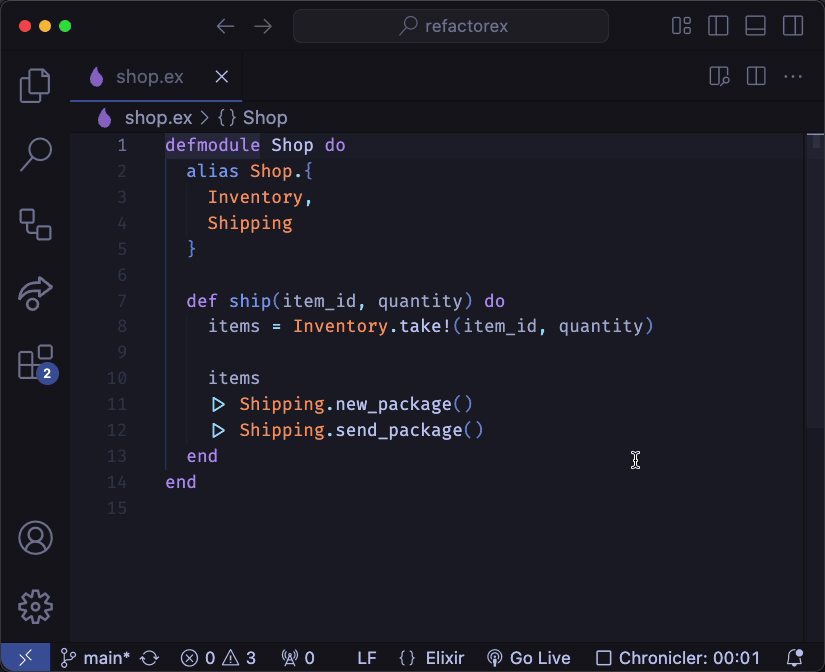 refactorex
shop.ex
shop.ex > {} Shop
1 defmodule Shop do
2   alias Shop.{
3     Inventory,
4     Shipping
5   }
6
7   def ship(item_id, quantity) do
8     items = Inventory.take!(item_id, quantity)
9
10     items
11     |> Shipping.new_package()
12     |> Shipping.send_package()
13   end
14 end
15
2
main* 0 3 0 LF {} Elixir Go Live Chronicler: 00:01